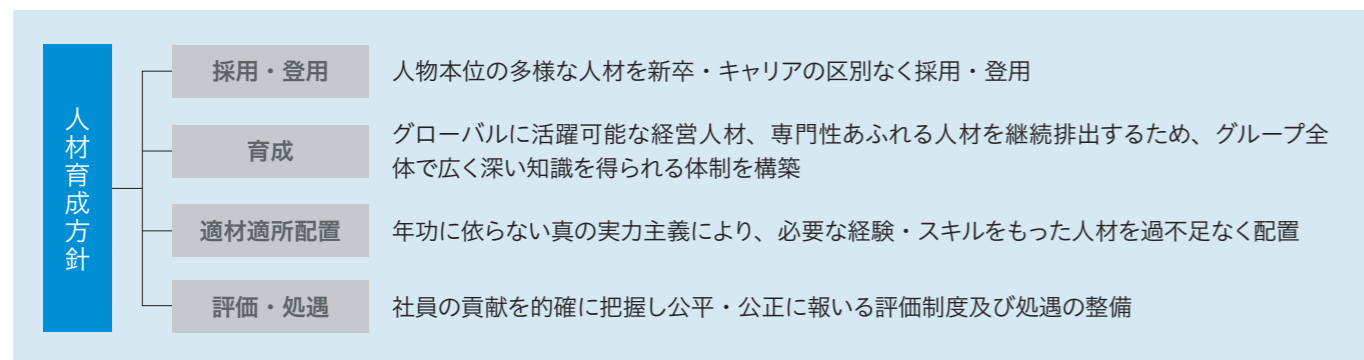 人材育成方針
採用・登用
人物本位の多様な人材を新卒・キャリアの区別なく採用・登用
育成
グローバルに活躍可能な経営人材、専門性あふれる人材を継続排出するため、グループ全
体で広く深い知識を得られる体制を構築
適材適所配置
年功に依らない真の実力主義により、必要な経験・スキルをもった人材を過不足なく配置
評価・処遇
社員の貢献を的確に把握し公平・公正に報いる評価制度及び処遇の整備